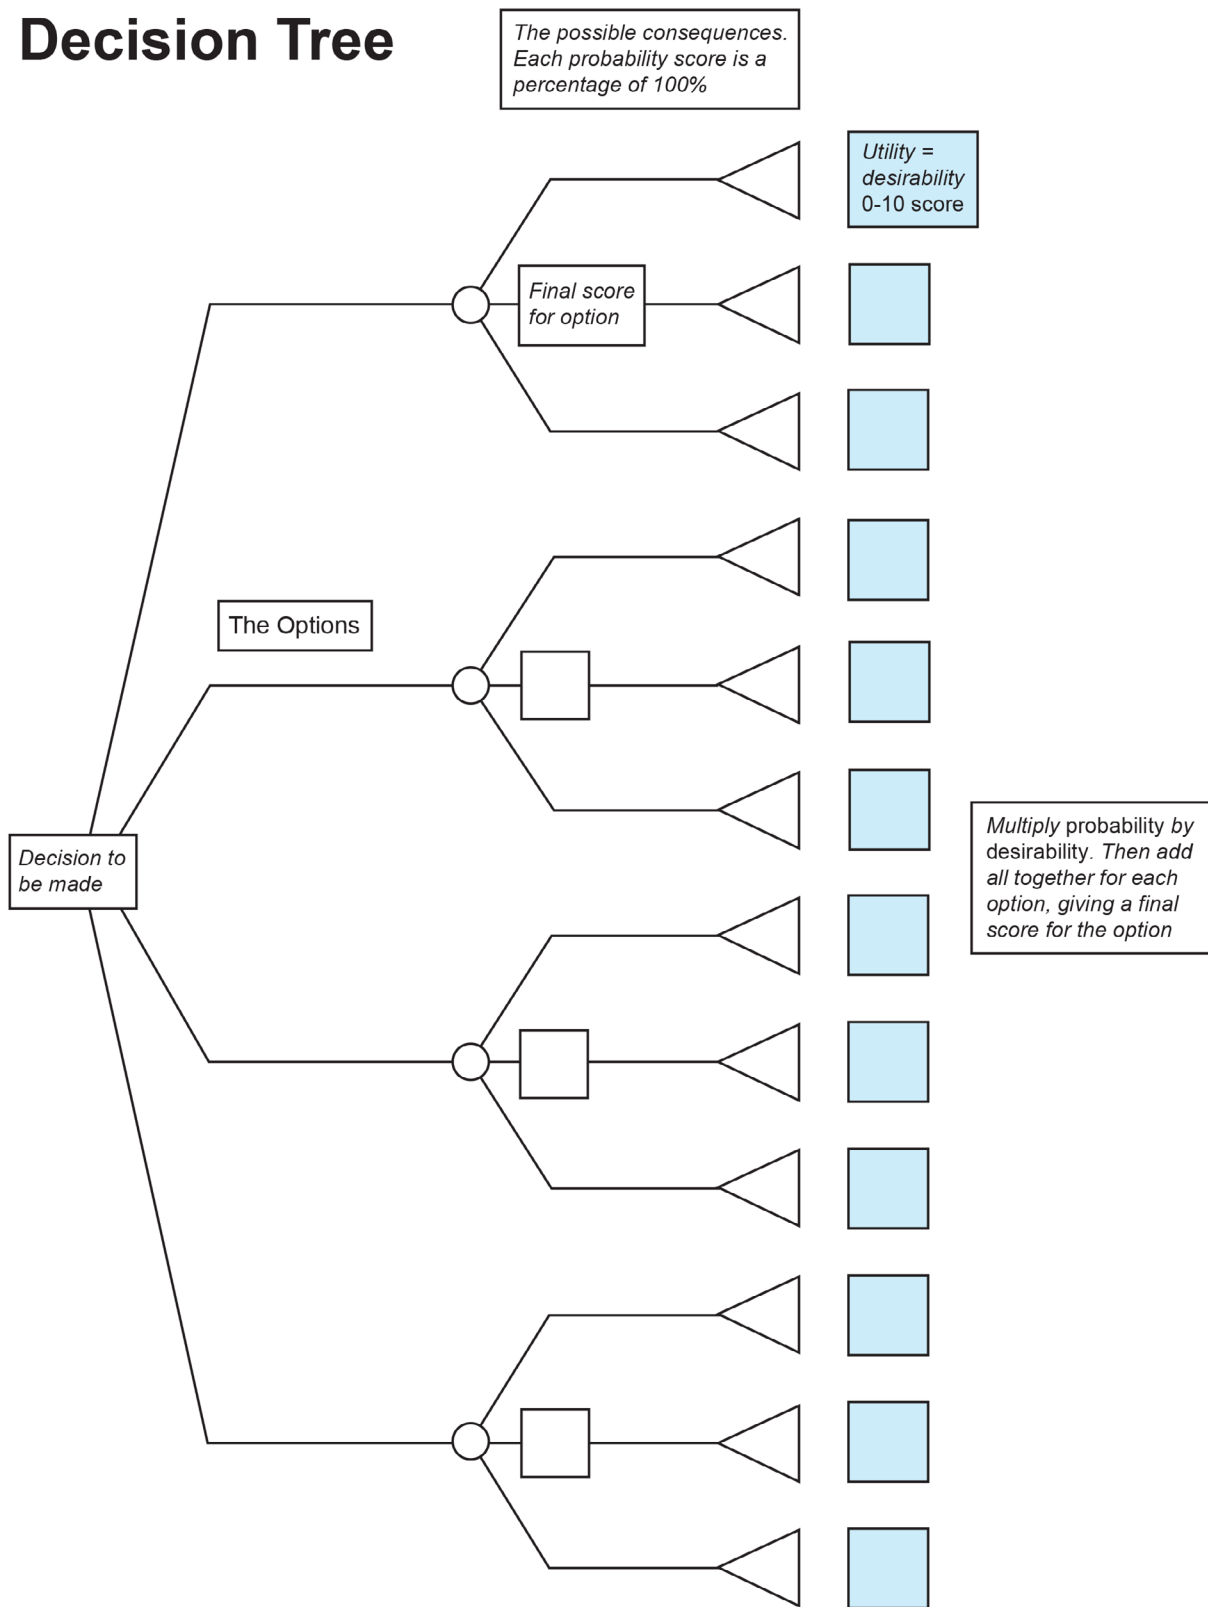 Decision Tree
The possible consequences.
Each probability score is a
percentage of 100%
Utility =
desirability
0-10 score
Final score
for option
The Options
Decision to
be made
Multiply probability by
desirability. Then add
all together for each
option, giving a final
score for the option